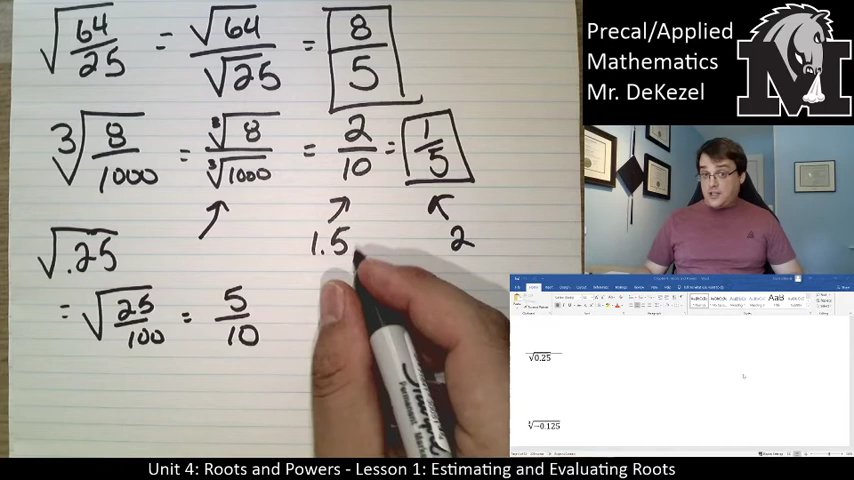 √64/25 = √64/√25 = 8/5
³√8/1000 = ³√8/³√1000 = 2/10 = 1/5
1.5 2
√.25
= √25/100 = 5/10
Precal/Applied
Mathematics
Mr. DeKezel
M
√0.25
∛−0.125
Permanent Marker
Unit 4: Roots and Powers - Lesson 1: Estimating and Evaluating Roots